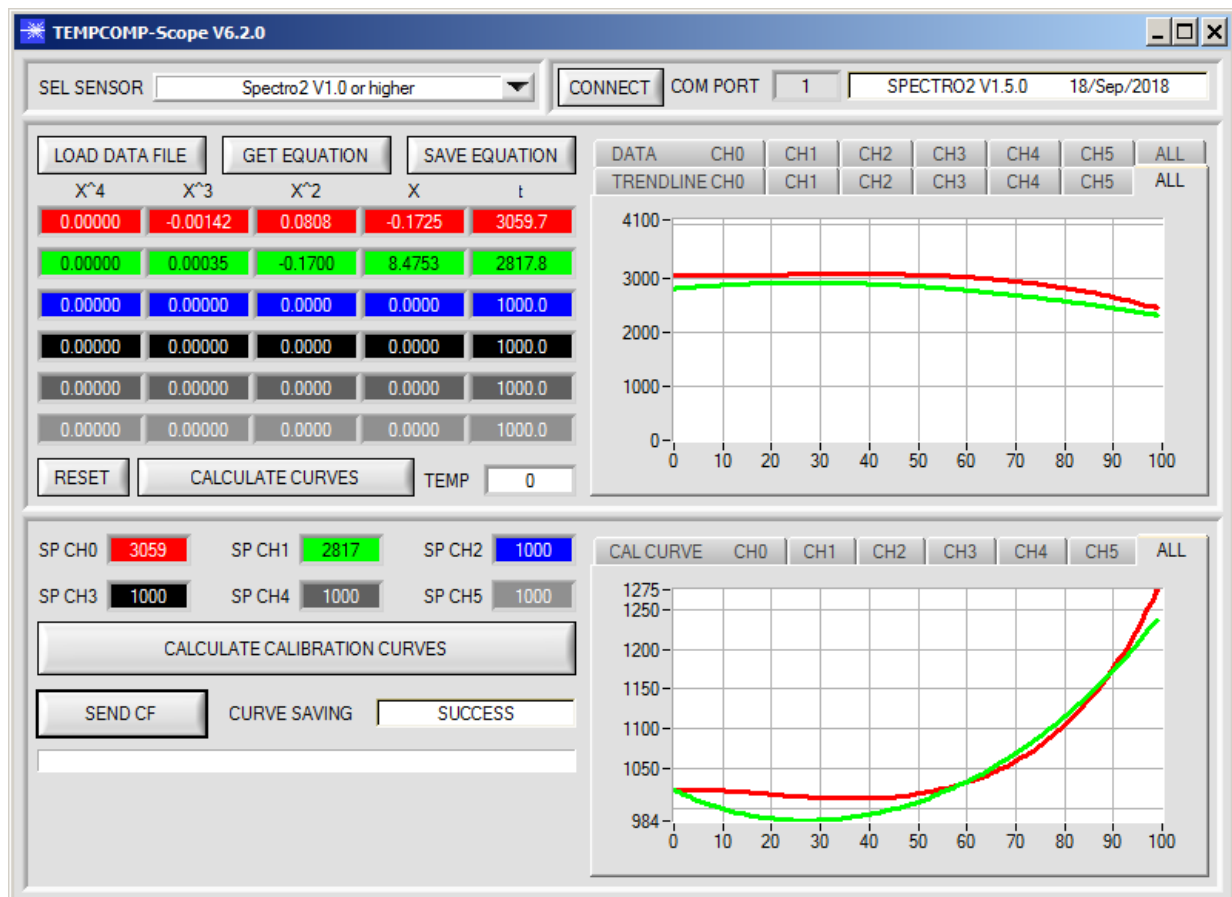 TEMPCOMP-Scope V6.2.0
SEL SENSOR Spectro2 V1.0 or higher
CONNECT COM PORT 1 SPECTRO2 V1.5.0 18/Sep/2018
LOAD DATA FILE GET EQUATION SAVE EQUATION
X^4 X^3 X^2 X t
0.00000 -0.00142 0.0808 -0.1725 3059.7
0.00000 0.00035 -0.1700 8.4753 2817.8
0.00000 0.00000 0.0000 0.0000 1000.0
0.00000 0.00000 0.0000 0.0000 1000.0
0.00000 0.00000 0.0000 0.0000 1000.0
0.00000 0.00000 0.0000 0.0000 1000.0
RESET CALCULATE CURVES TEMP 0
DATA CH0 CH1 CH2 CH3 CH4 CH5 ALL
TRENDLINE CH0 CH1 CH2 CH3 CH4 CH5 ALL
4100
3000
2000
1000
0
0 10 20 30 40 50 60 70 80 90 100
SP CH0 3059 SP CH1 2817 SP CH2 1000
SP CH3 1000 SP CH4 1000 SP CH5 1000
CALCULATE CALIBRATION CURVES
SEND CF CURVE SAVING SUCCESS
CAL CURVE CH0 CH1 CH2 CH3 CH4 CH5 ALL
1275
1250
1200
1150
1100
1050
984
0 10 20 30 40 50 60 70 80 90 100